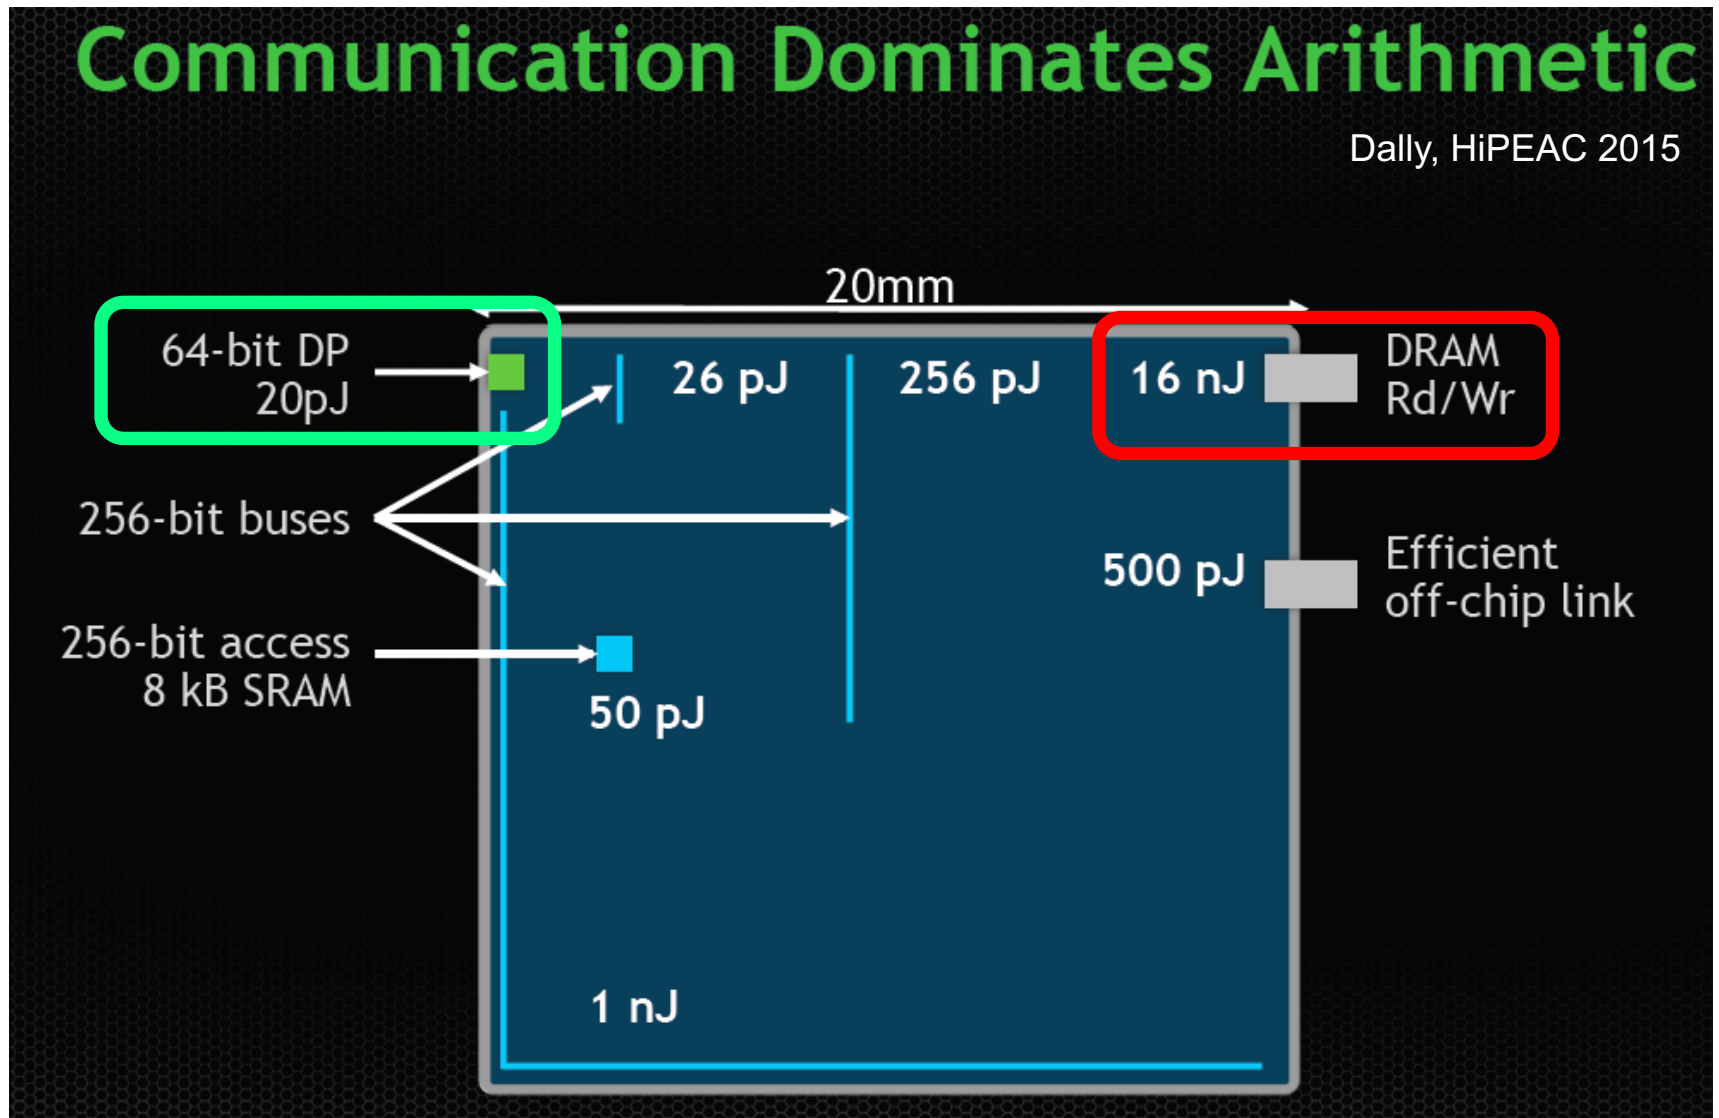 Communication Dominates Arithmetic
Dally, HiPEAC 2015
20mm
64-bit DP
20pJ
26 pJ
256 pJ
16 nJ
DRAM
Rd/Wr
256-bit buses
500 pJ
Efficient
off-chip link
256-bit access
8 kB SRAM
50 pJ
1 nJ